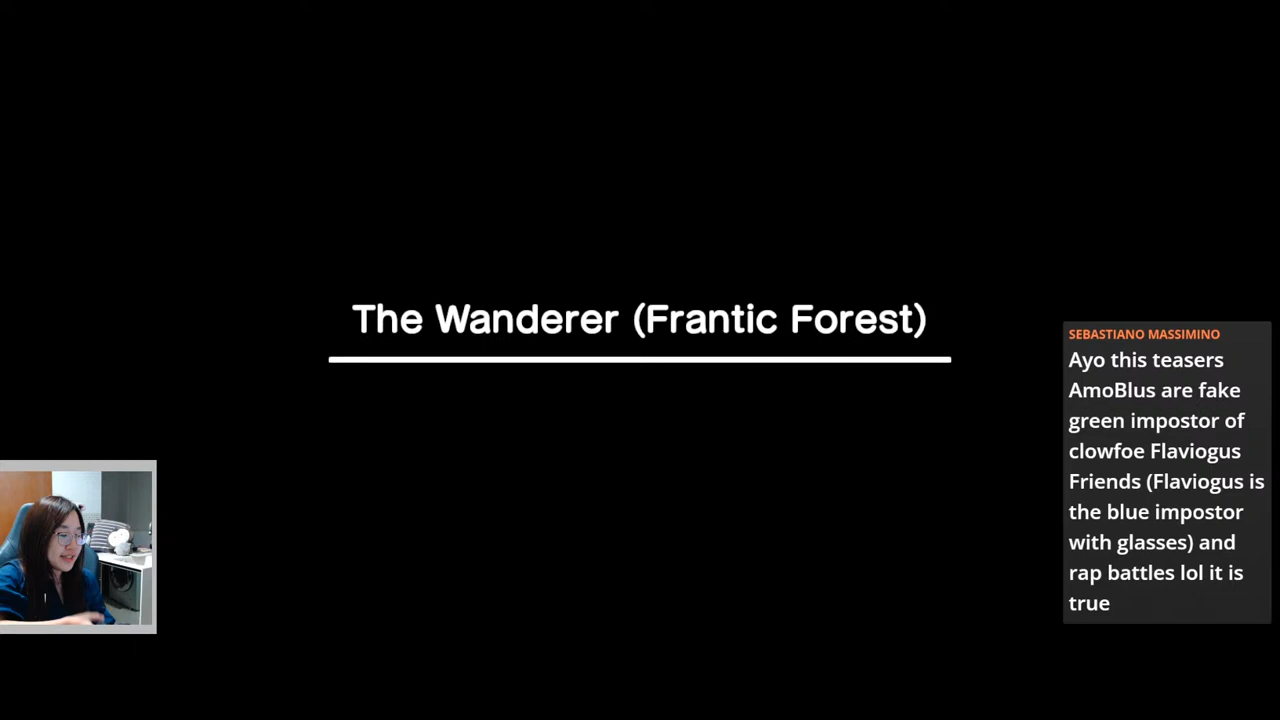 The Wanderer (Frantic Forest)
SEBASTIANO MASSIMINO
Ayo this teasers
AmoBlus are fake
green impostor of
clowfoe Flaviogus
Friends (Flaviogus is
the blue impostor
with glasses) and
rap battles lol it is
true